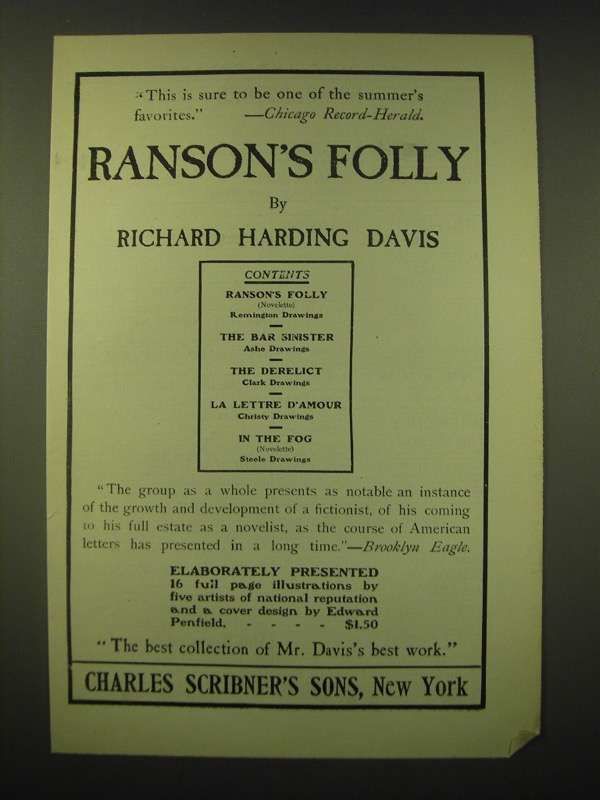 "This is sure to be one of the summer's
favorites." —Chicago Record-Herald.
RANSON'S FOLLY
By
RICHARD HARDING DAVIS
CONTENTS
RANSON'S FOLLY
(Novelette)
Remington Drawings
THE BAR SINISTER
Ashe Drawings
THE DERELICT
Clark Drawings
LA LETTRE D'AMOUR
Christy Drawings
IN THE FOG
(Novelette)
Steele Drawings
"The group as a whole presents as notable an instance
of the growth and development of a fictionist, of his coming
to his full estate as a novelist, as the course of American
letters has presented in a long time."—Brooklyn Eagle.
ELABORATELY PRESENTED
16 full page illustrations by
five artists of national reputation
and a cover design by Edward
Penfield, - - - - $1.50
"The best collection of Mr. Davis's best work."
CHARLES SCRIBNER'S SONS, New York